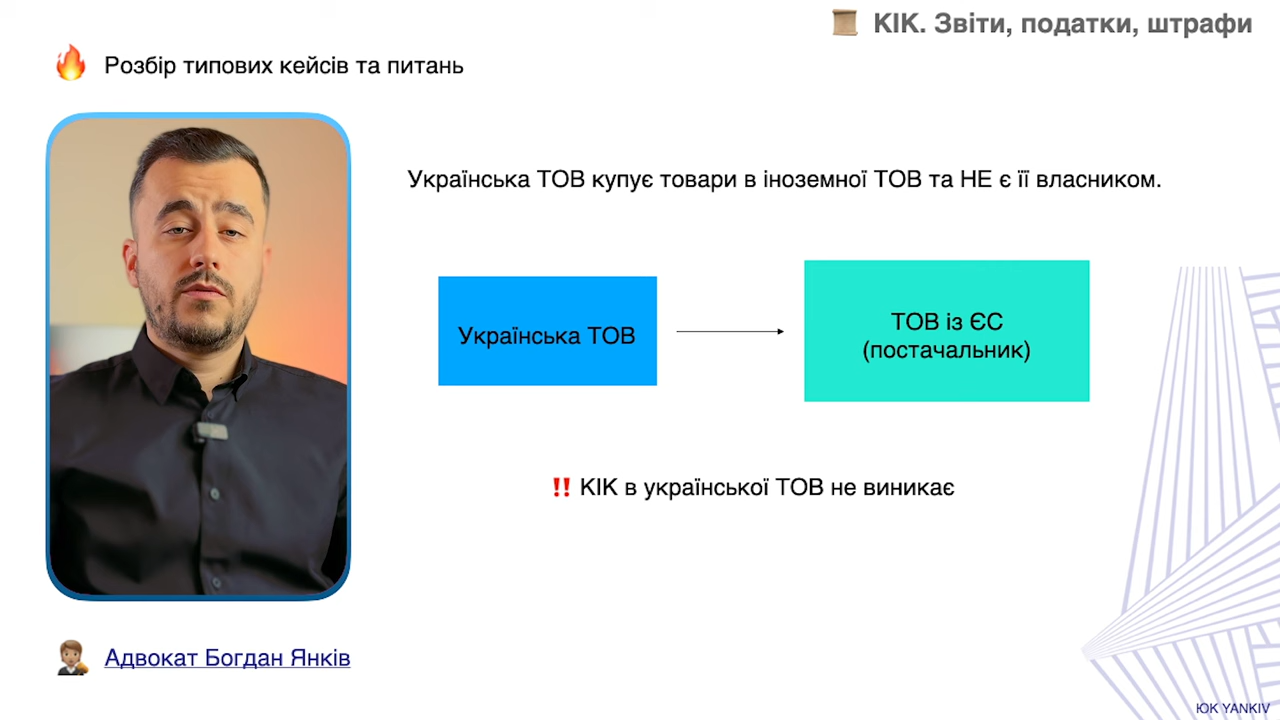 КІК. Звіти, податки, штрафи
Розбір типових кейсів та питань
Українська ТОВ купує товари в іноземної ТОВ та НЕ є її власником.
Українська ТОВ
ТОВ із ЄС
(постачальник)
‼️ КІК в української ТОВ не виникає
Адвокат Богдан Янків
ЮК YANKIV